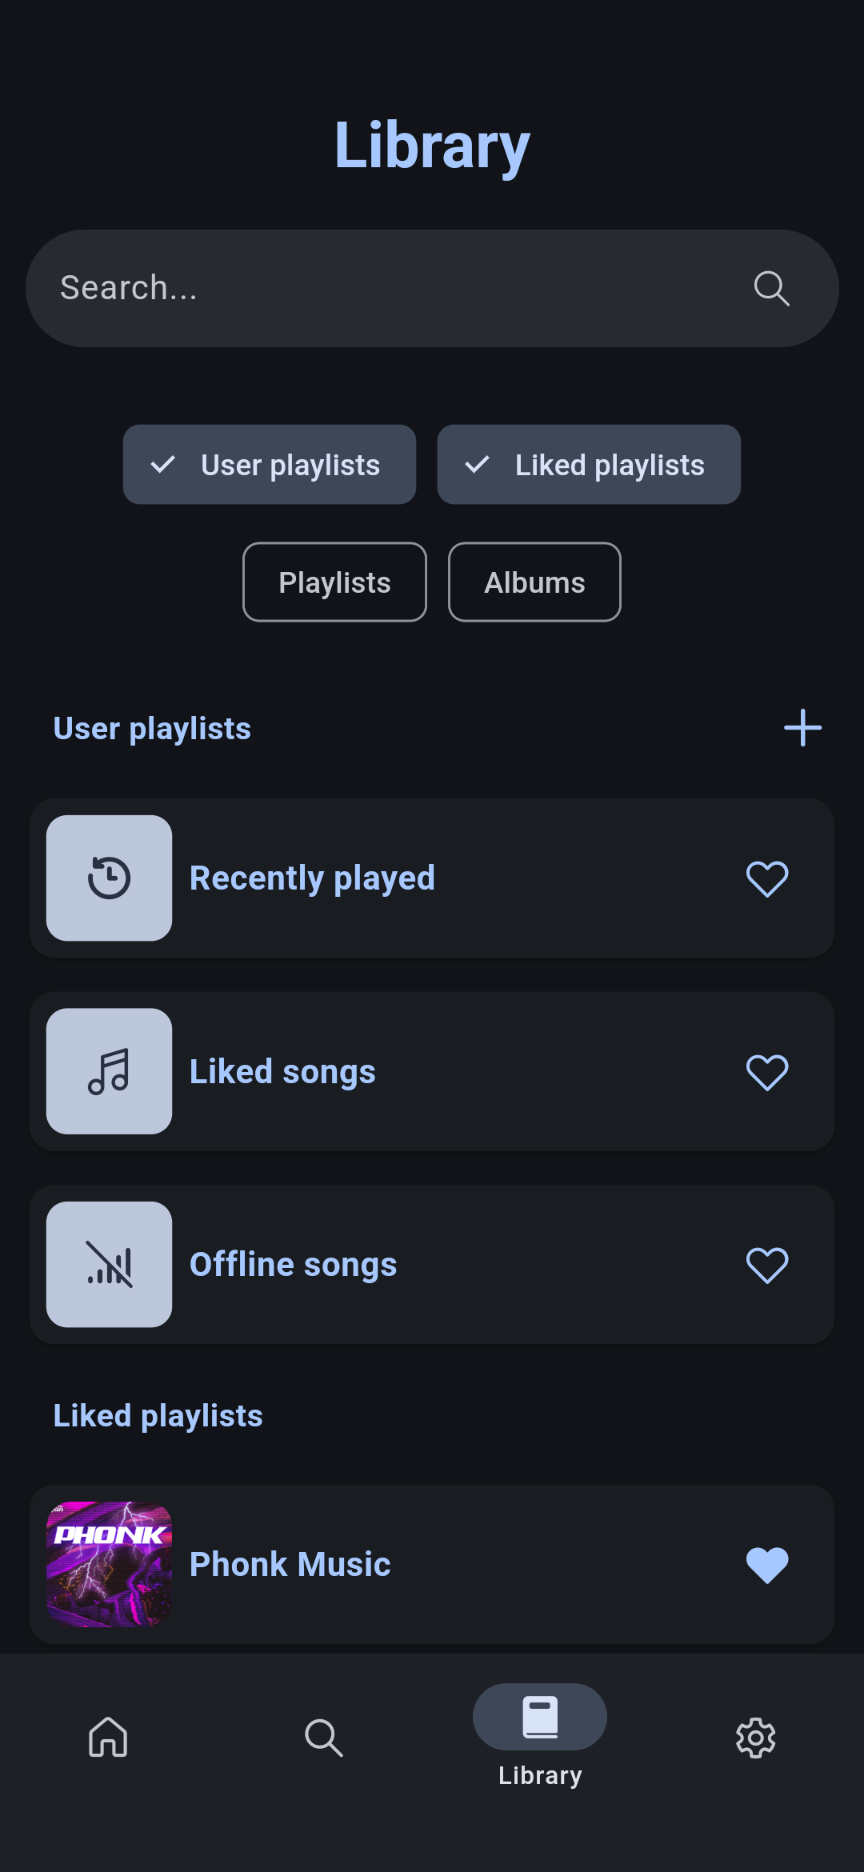 Library
Search...
User playlists
Liked playlists
Playlists
Albums
User playlists
Recently played
Liked songs
Offline songs
Liked playlists
PHONK
Phonk Music
Library